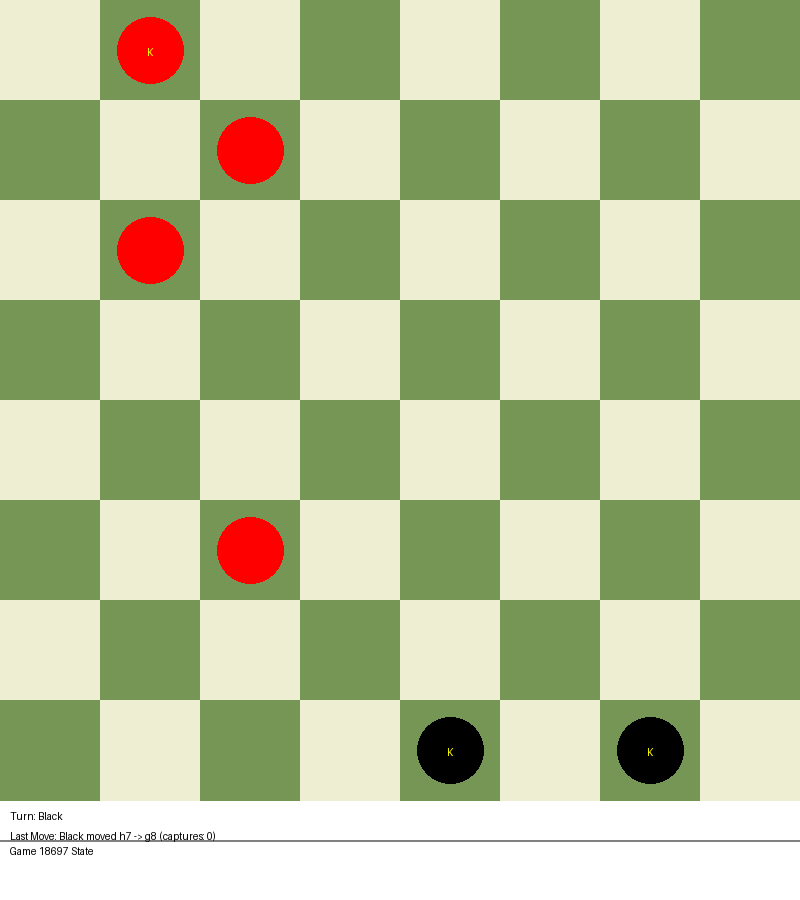 K
K K
Turn: Black
Last Move: Black moved h7 -> g8 (captures: 0)
Game 18697 State